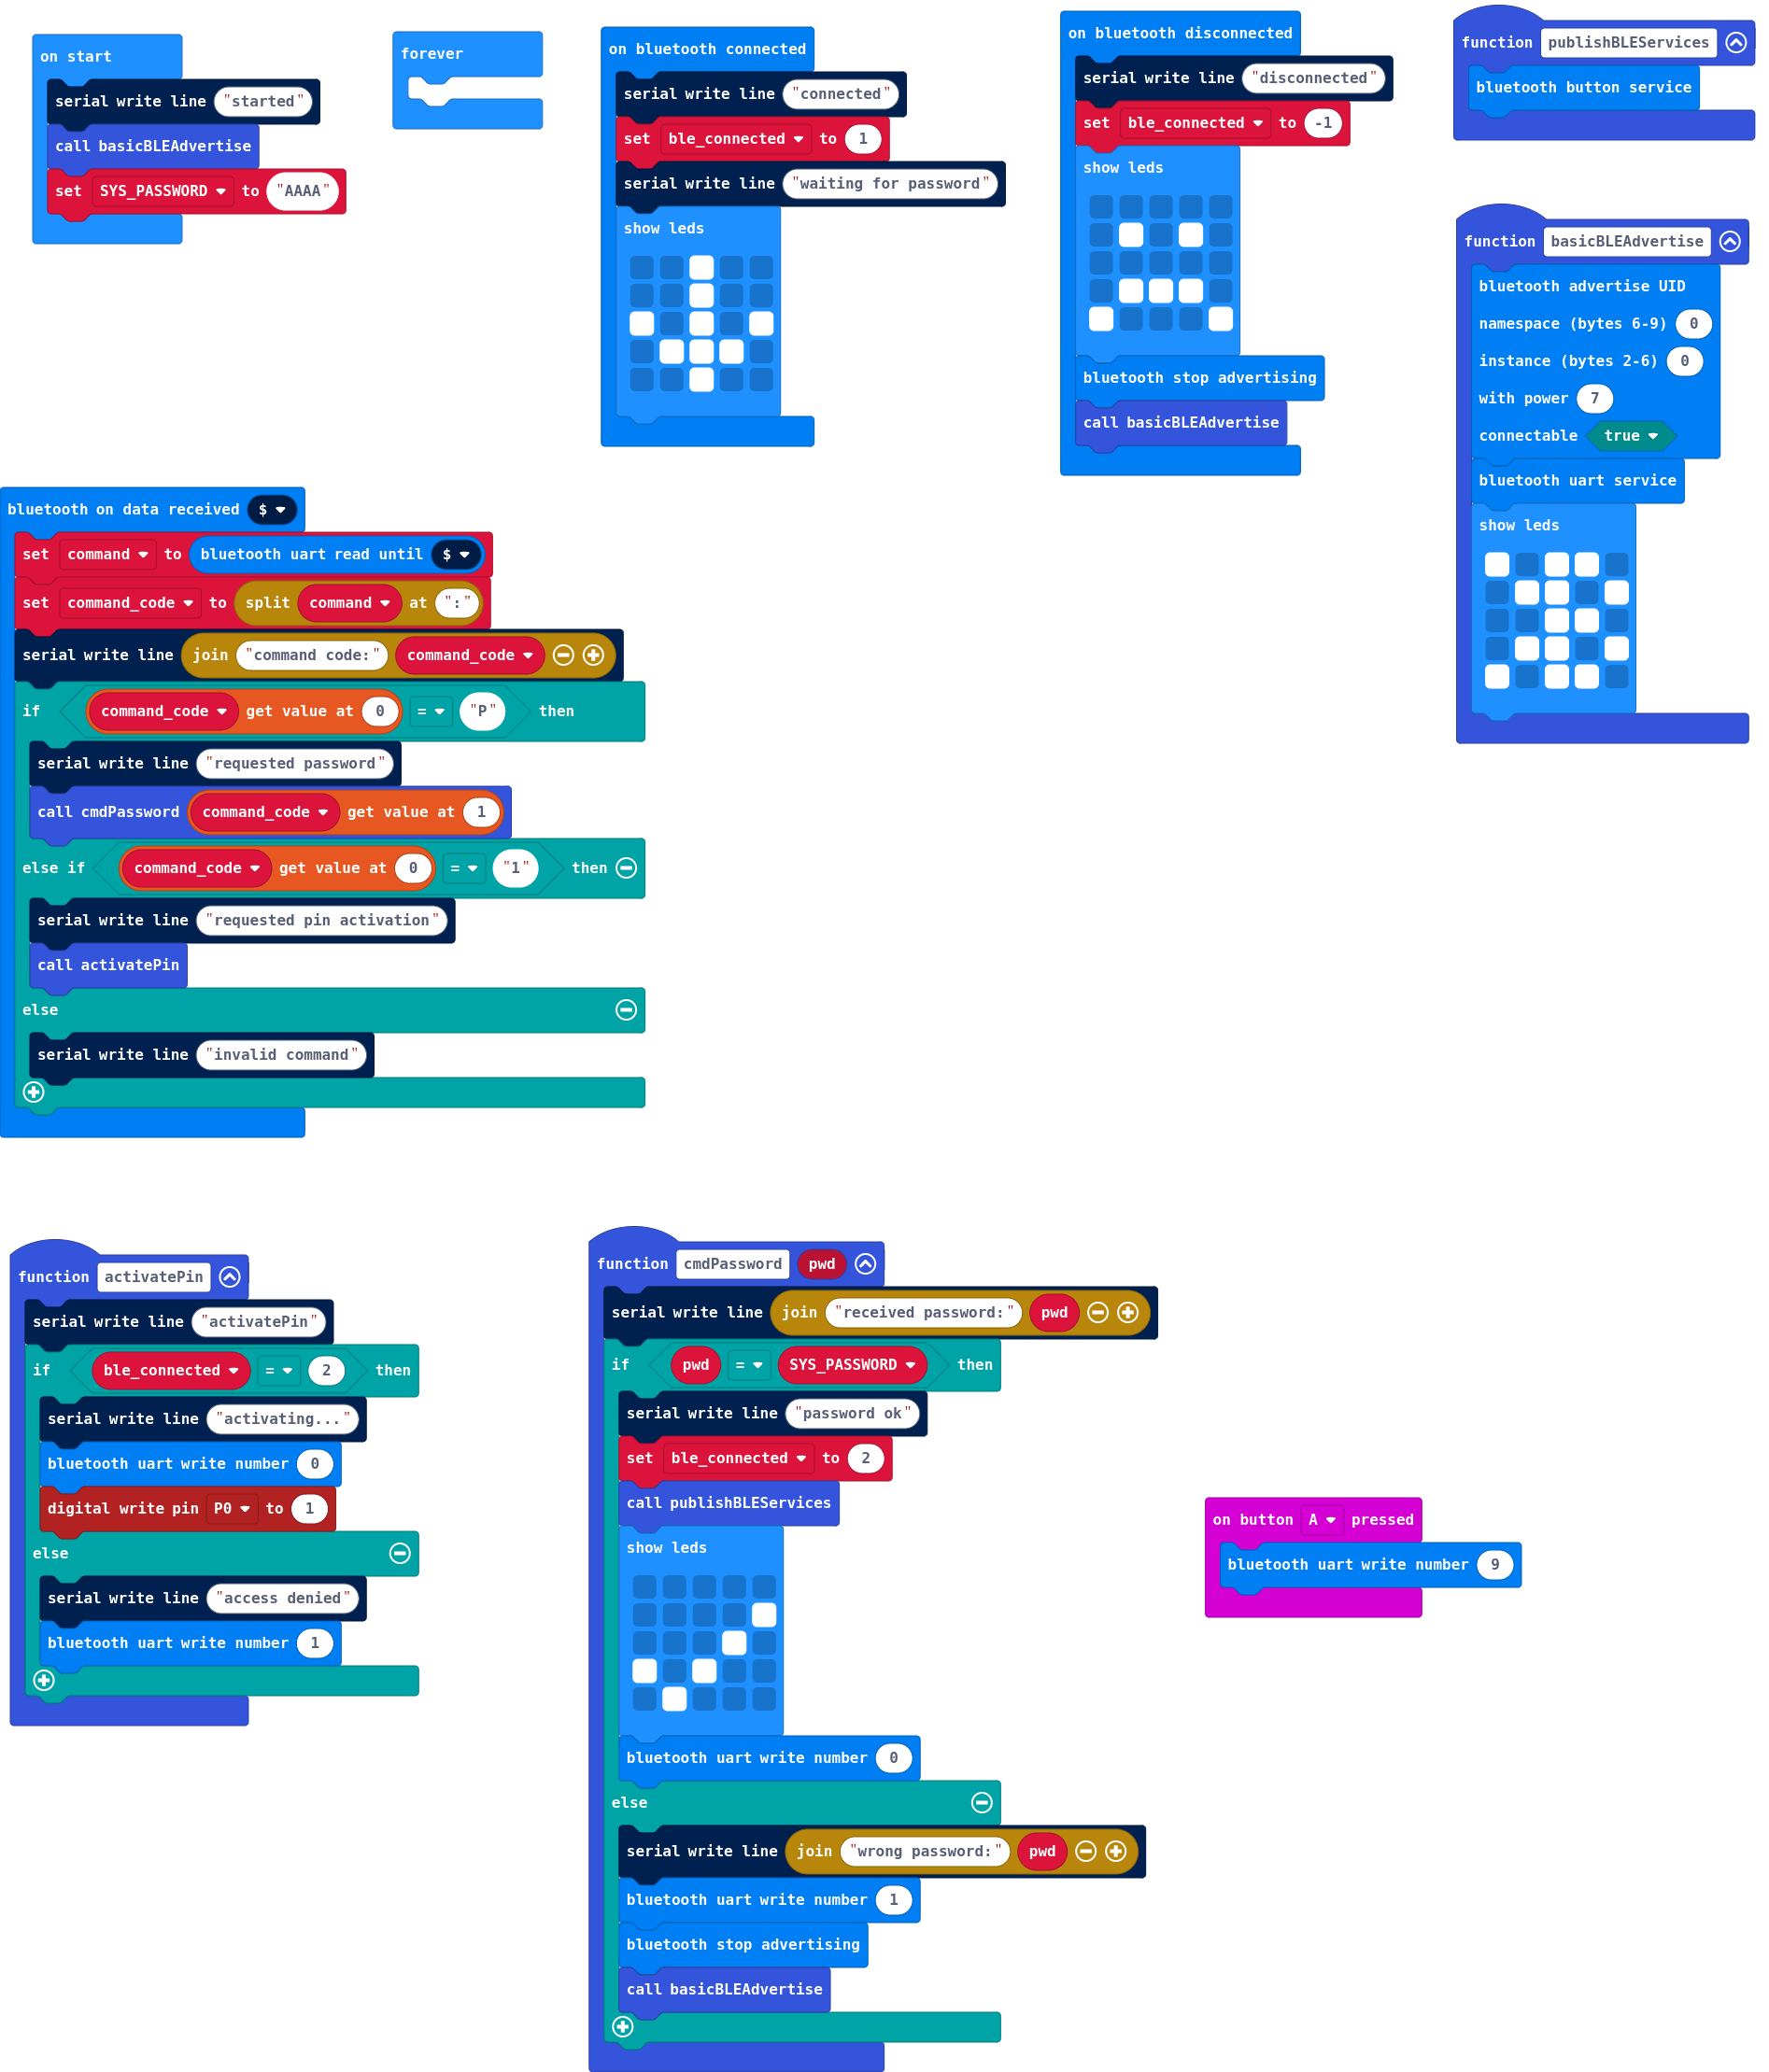 on start
serial write line "started"
call basicBLEAdvertise
set SYS_PASSWORD to "AAAA"
forever
on bluetooth connected
serial write line "connected"
set ble_connected to 1
serial write line "waiting for password"
show leds
on bluetooth disconnected
serial write line "disconnected"
set ble_connected to -1
show leds
bluetooth stop advertising
call basicBLEAdvertise
function publishBLEServices
bluetooth button service
function basicBLEAdvertise
bluetooth advertise UID
namespace (bytes 6-9) 0
instance (bytes 2-6) 0
with power 7
connectable true
bluetooth uart service
show leds
bluetooth on data received $
set command to bluetooth uart read until $
set command_code to split command at ":"
serial write line join "command code:" command_code
if command_code get value at 0 = "P" then
serial write line "requested password"
call cmdPassword command_code get value at 1
else if command_code get value at 0 = "1" then
serial write line "requested pin activation"
call activatePin
else
serial write line "invalid command"
function activatePin
serial write line "activatePin"
if ble_connected = 2 then
serial write line "activating..."
bluetooth uart write number 0
digital write pin P0 to 1
else
serial write line "access denied"
bluetooth uart write number 1
function cmdPassword pwd
serial write line join "received password:" pwd
if pwd = SYS_PASSWORD then
serial write line "password ok"
set ble_connected to 2
call publishBLEServices
show leds
bluetooth uart write number 0
else
serial write line join "wrong password:" pwd
bluetooth uart write number 1
bluetooth stop advertising
call basicBLEAdvertise
on button A pressed
bluetooth uart write number 9